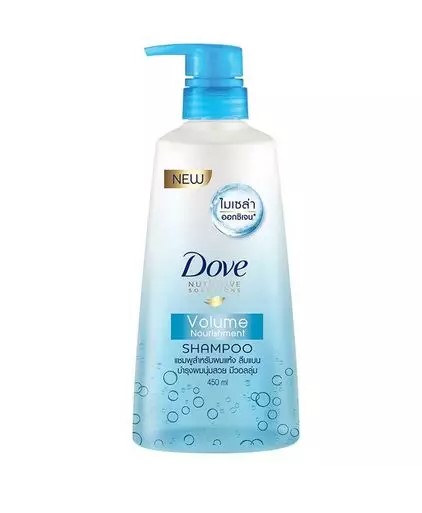 NEW
ไมเซล่า
ออกซิเจน*
Dove
NUTRITIVE
SOLUTIONS
Volume
Nourishment
SHAMPOO
แชมพูสำหรับผมแห้ง ลีบแบน
บำรุงผมนุ่มสวย มีวอลลุ่ม
450 ml